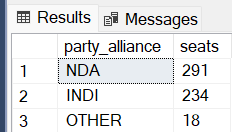 Results Messages
party_alliance seats
1 NDA 291
2 INDI 234
3 OTHER 18